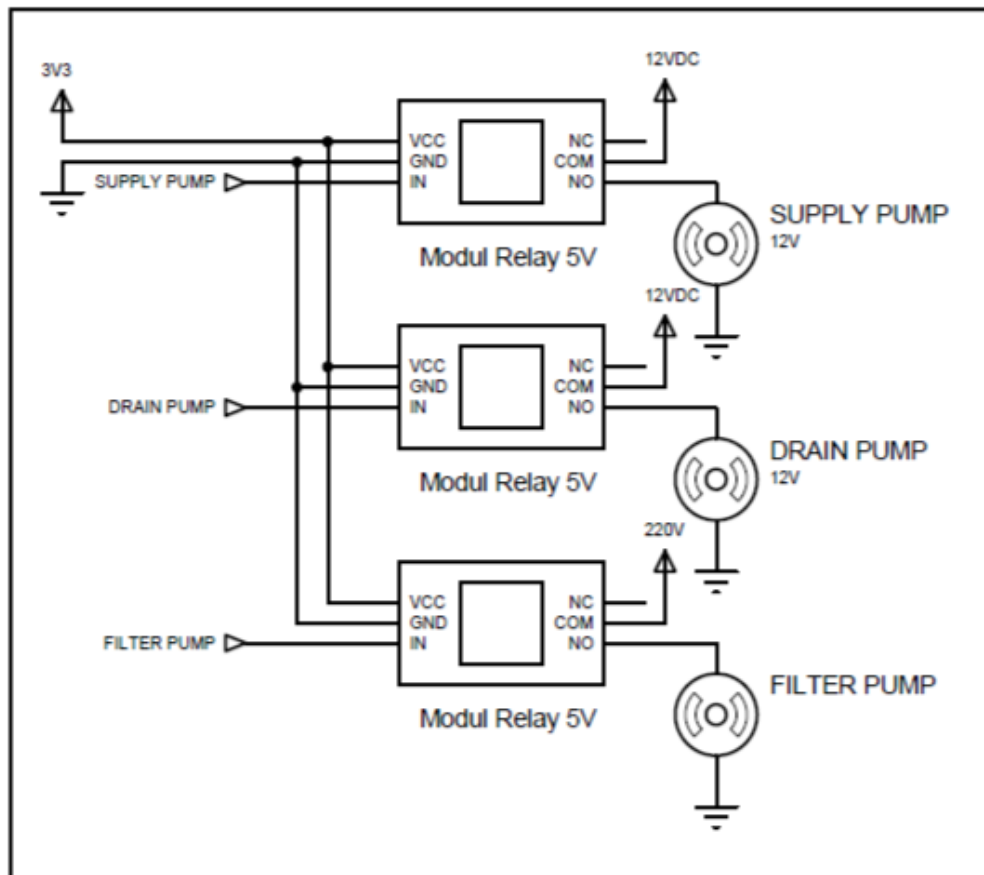 3V3
12VDC
VCC
GND
IN
NC
COM
NO
SUPPLY PUMP
Modul Relay 5V
SUPPLY PUMP
12V
12VDC
VCC
GND
IN
NC
COM
NO
DRAIN PUMP
Modul Relay 5V
DRAIN PUMP
12V
220V
VCC
GND
IN
NC
COM
NO
FILTER PUMP
Modul Relay 5V
FILTER PUMP